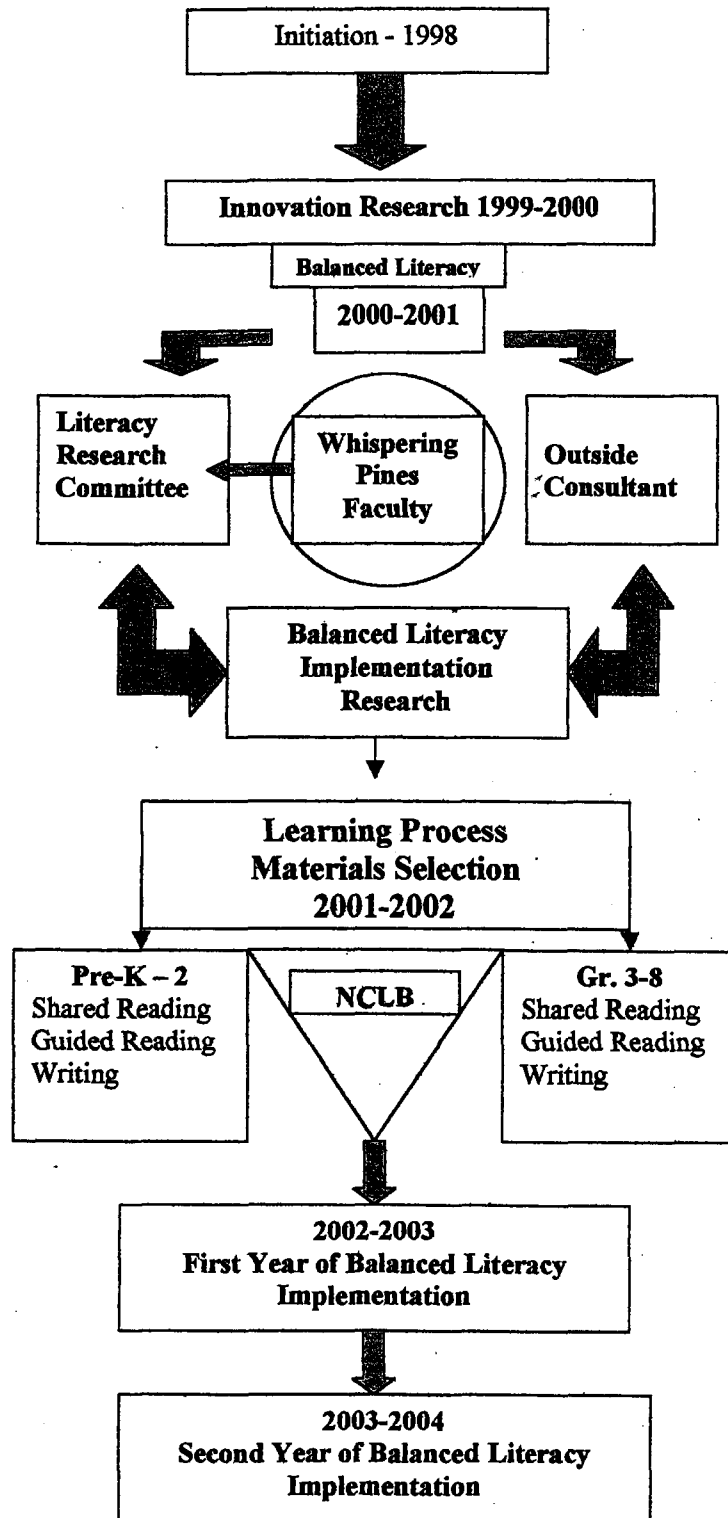 Initiation - 1998
Innovation Research 1999-2000
Balanced Literacy
2000-2001
Literacy
Research
Committee
Whispering
Pines
Faculty
Outside
Consultant
Balanced Literacy
Implementation
Research
Learning Process
Materials Selection
2001-2002
Pre-K – 2
Shared Reading
Guided Reading
Writing
NCLB
Gr. 3-8
Shared Reading
Guided Reading
Writing
2002-2003
First Year of Balanced Literacy
Implementation
2003-2004
Second Year of Balanced Literacy
Implementation